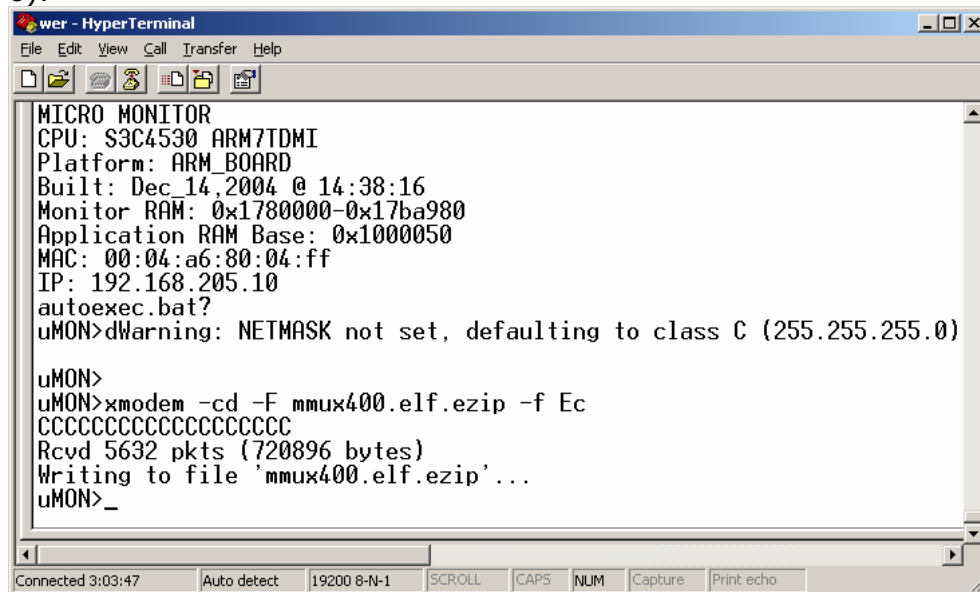 wer - HyperTerminal
File Edit View Call Transfer Help
MICRO MONITOR
CPU: S3C4530 ARM7TDMI
Platform: ARM_BOARD
Built: Dec_14,2004 @ 14:38:16
Monitor RAM: 0x1780000-0x17ba980
Application RAM Base: 0x1000050
MAC: 00:04:a6:80:04:ff
IP: 192.168.205.10
autoexec.bat?
uMON>dWarning: NETMASK not set, defaulting to class C (255.255.255.0)
uMON>
uMON>xmodem -cd -F mmux400.elf.ezip -f Ec
CCCCCCCCCCCCCCCCCCC
Rcvd 5632 pkts (720896 bytes)
Writing to file 'mmux400.elf.ezip'...
uMON>_
Connected 3:03:47 Auto detect 19200 8-N-1 SCROLL CAPS NUM Capture Print echo